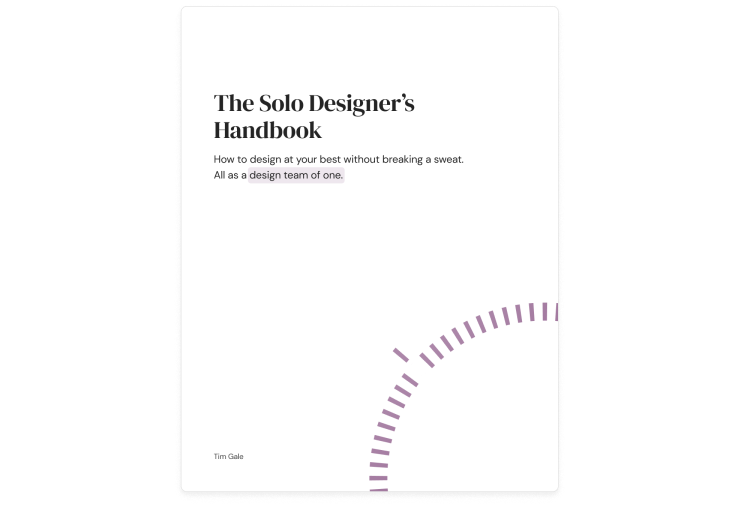 The Solo Designer’s
Handbook
How to design at your best without breaking a sweat.
All as a design team of one.
Tim Gale